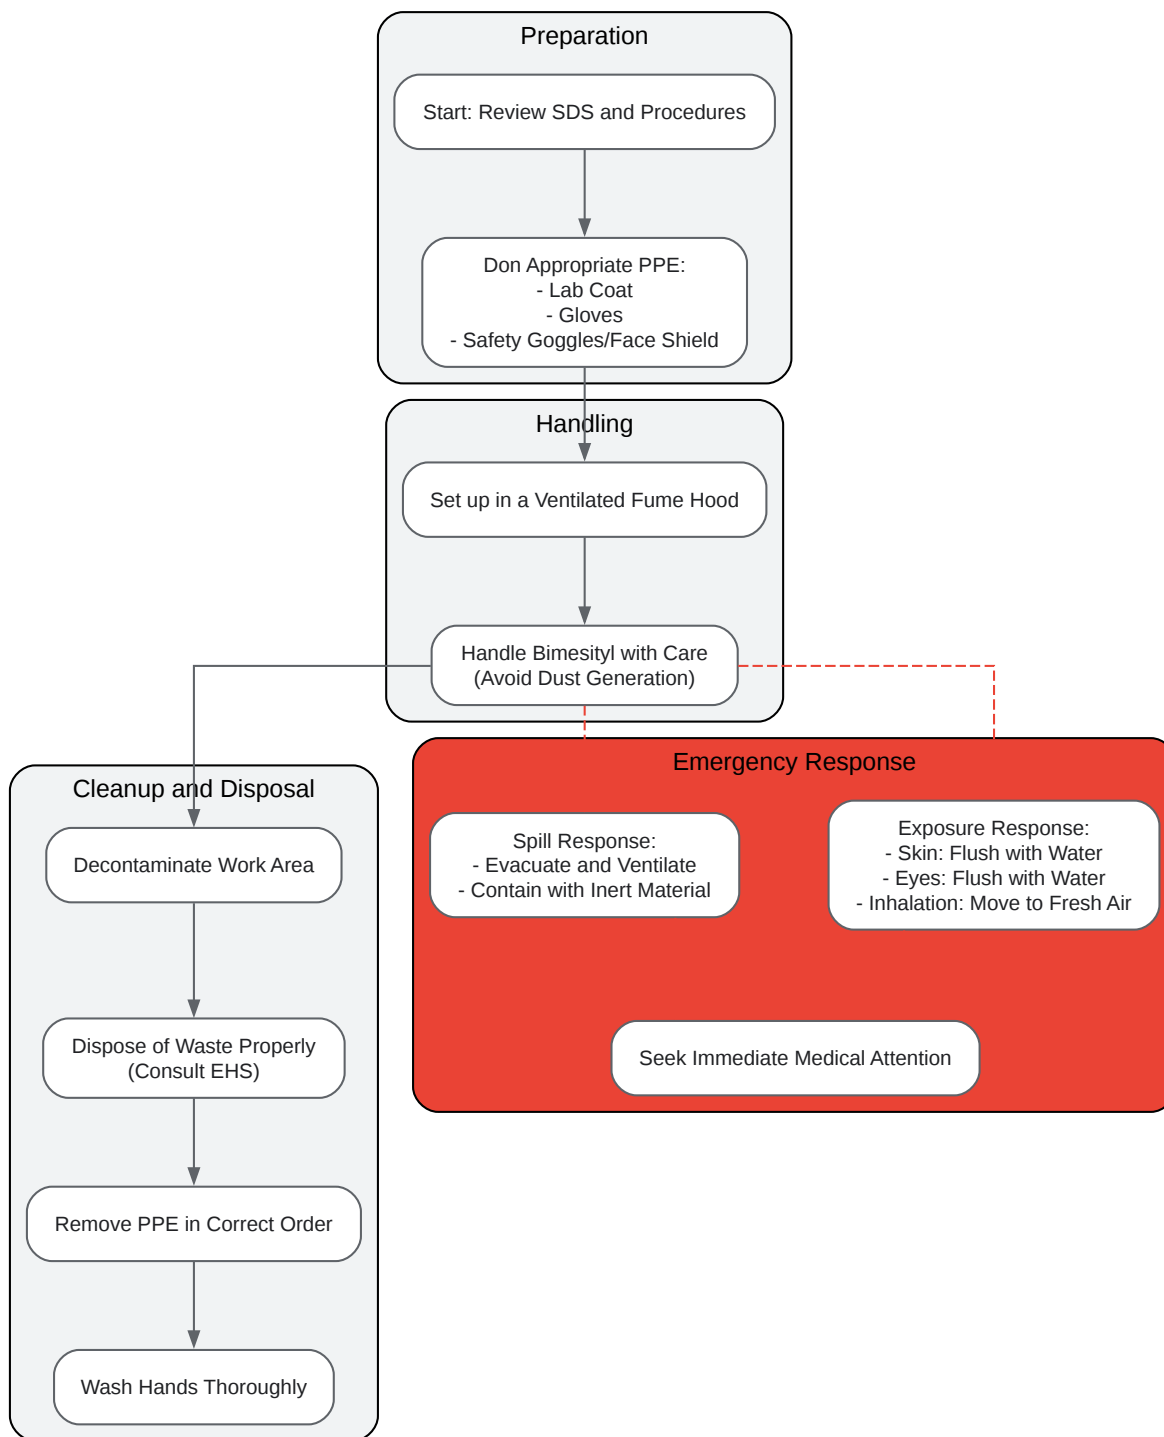 Preparation
Start: Review SDS and Procedures
Don Appropriate PPE:
- Lab Coat
- Gloves
- Safety Goggles/Face Shield
Handling
Set up in a Ventilated Fume Hood
Handle Bimesityl with Care
(Avoid Dust Generation)
Cleanup and Disposal
Decontaminate Work Area
Dispose of Waste Properly
(Consult EHS)
Remove PPE in Correct Order
Wash Hands Thoroughly
Emergency Response
Spill Response:
- Evacuate and Ventilate
- Contain with Inert Material
Exposure Response:
- Skin: Flush with Water
- Eyes: Flush with Water
- Inhalation: Move to Fresh Air
Seek Immediate Medical Attention